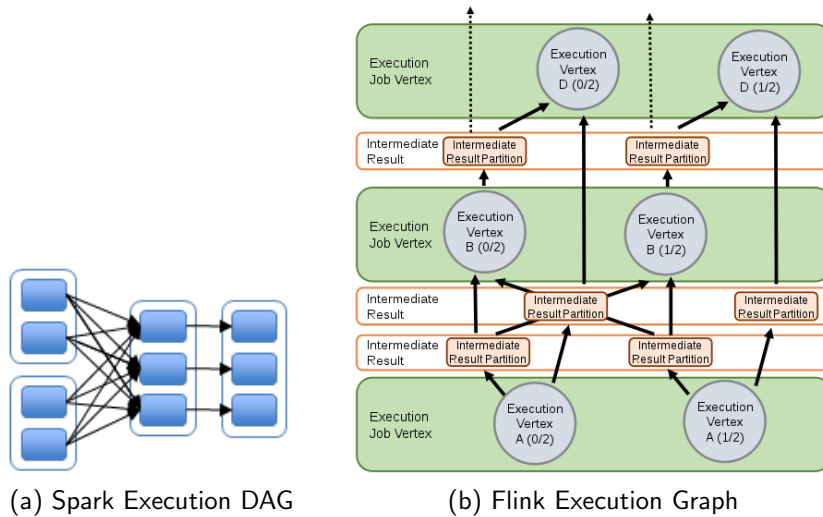 Execution
Job Vertex
Execution
Vertex
D (0/2)
Execution
Vertex
D (1/2)
Intermediate
Result
Intermediate
Result Partition
Intermediate
Result Partition
Execution
Job Vertex
Execution
Vertex
B (0/2)
Execution
Vertex
B (1/2)
Intermediate
Result
Intermediate
Result Partition
Intermediate
Result Partition
Intermediate
Result
Intermediate
Result Partition
Intermediate
Result Partition
Execution
Job Vertex
Execution
Vertex
A (0/2)
Execution
Vertex
A (1/2)
(a) Spark Execution DAG
(b) Flink Execution Graph